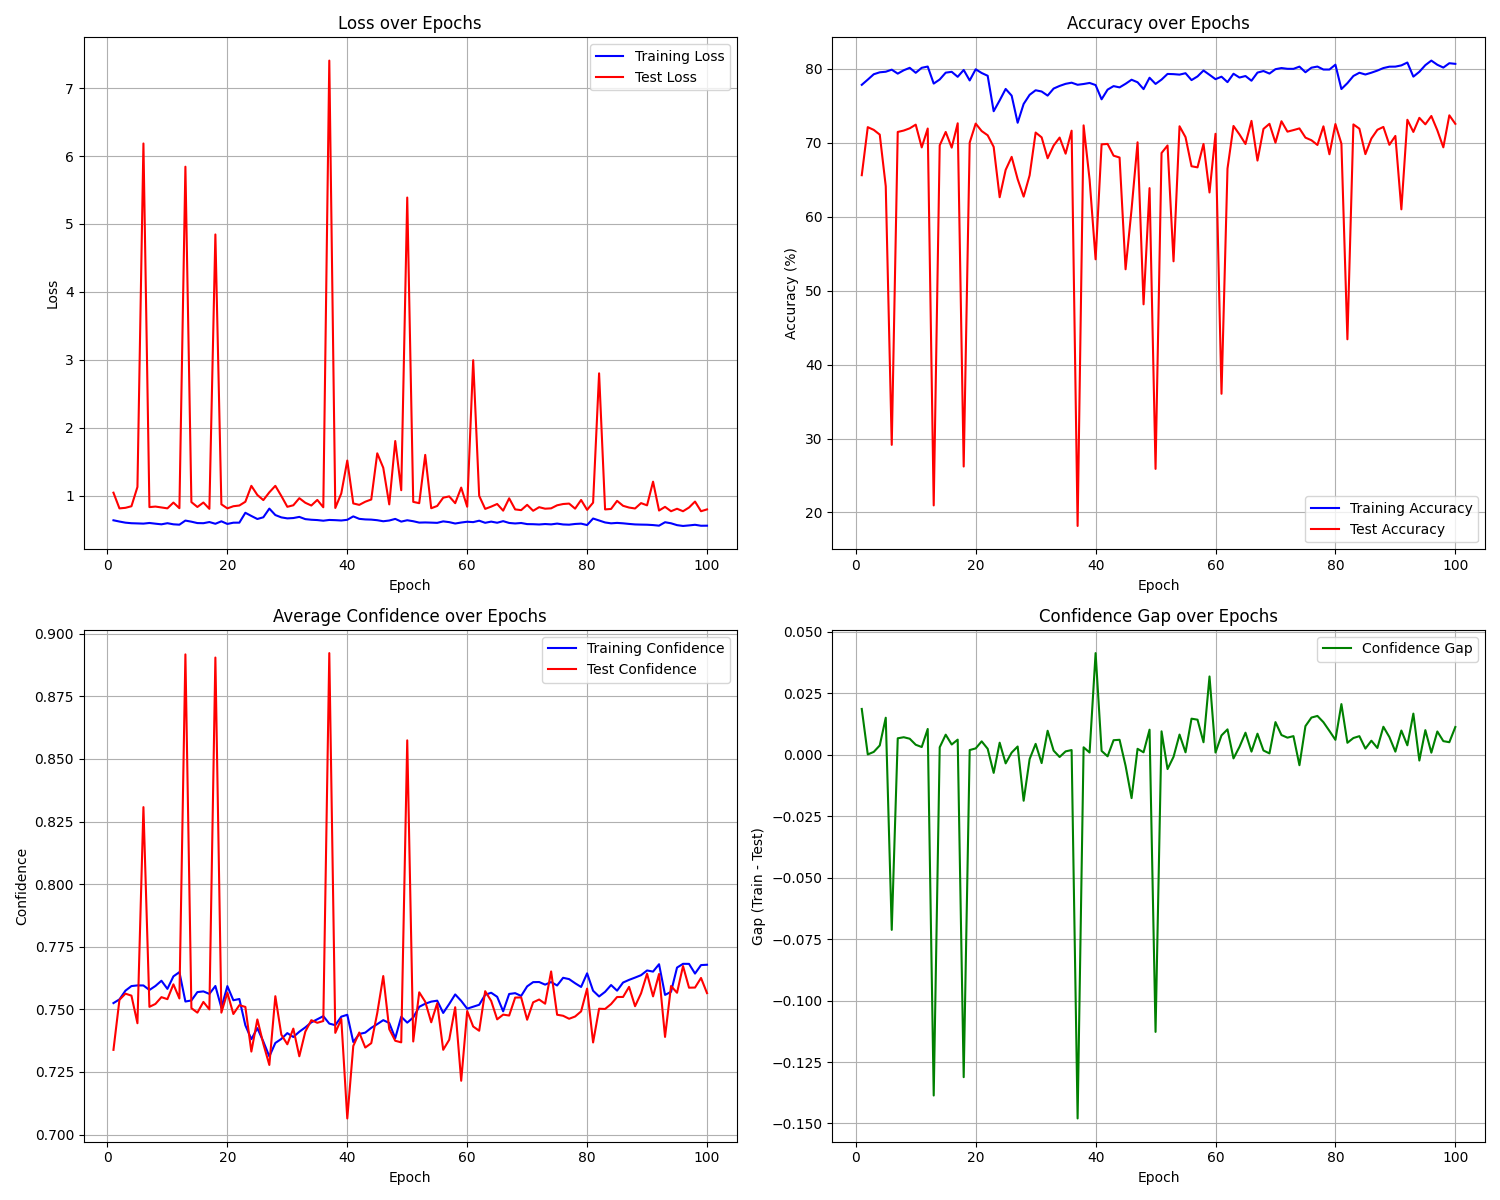 Loss over Epochs
Training Loss
Test Loss
7
6
5
4
3
2
1
Loss
0 20 40 60 80 100
Epoch
Accuracy over Epochs
80
70
60
50
40
30
20
Accuracy (%)
Training Accuracy
Test Accuracy
0 20 40 60 80 100
Epoch
Average Confidence over Epochs
Training Confidence
Test Confidence
0.900
0.875
0.850
0.825
0.800
0.775
0.750
0.725
0.700
Confidence
0 20 40 60 80 100
Epoch
Confidence Gap over Epochs
Confidence Gap
0.050
0.025
0.000
−0.025
−0.050
−0.075
−0.100
−0.125
−0.150
Gap (Train - Test)
0 20 40 60 80 100
Epoch